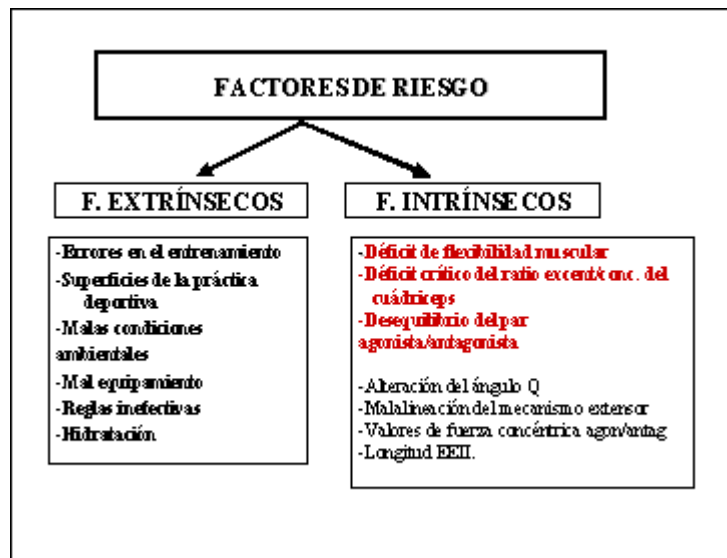 FACTORES DE RIESGO
F. EXTRÍNSECOS
-Errores en el entrenamiento
-Superficies de la práctica
deportiva
-Malas condiciones
ambientales
-Mal equipamiento
-Reglas inefectivas
-Hidratación
F. INTRÍNSECOS
-Déficit de flexibilidad muscular
-Déficit crítico del ratio excent/conc. del
cuádriceps
-Desequilibrio del par
agonista/antagonista
-Alteración del ángulo Q
-Malalineación del mecanismo extensor
-Valores de fuerza concéntrica agon/antag
-Longitud EEII.